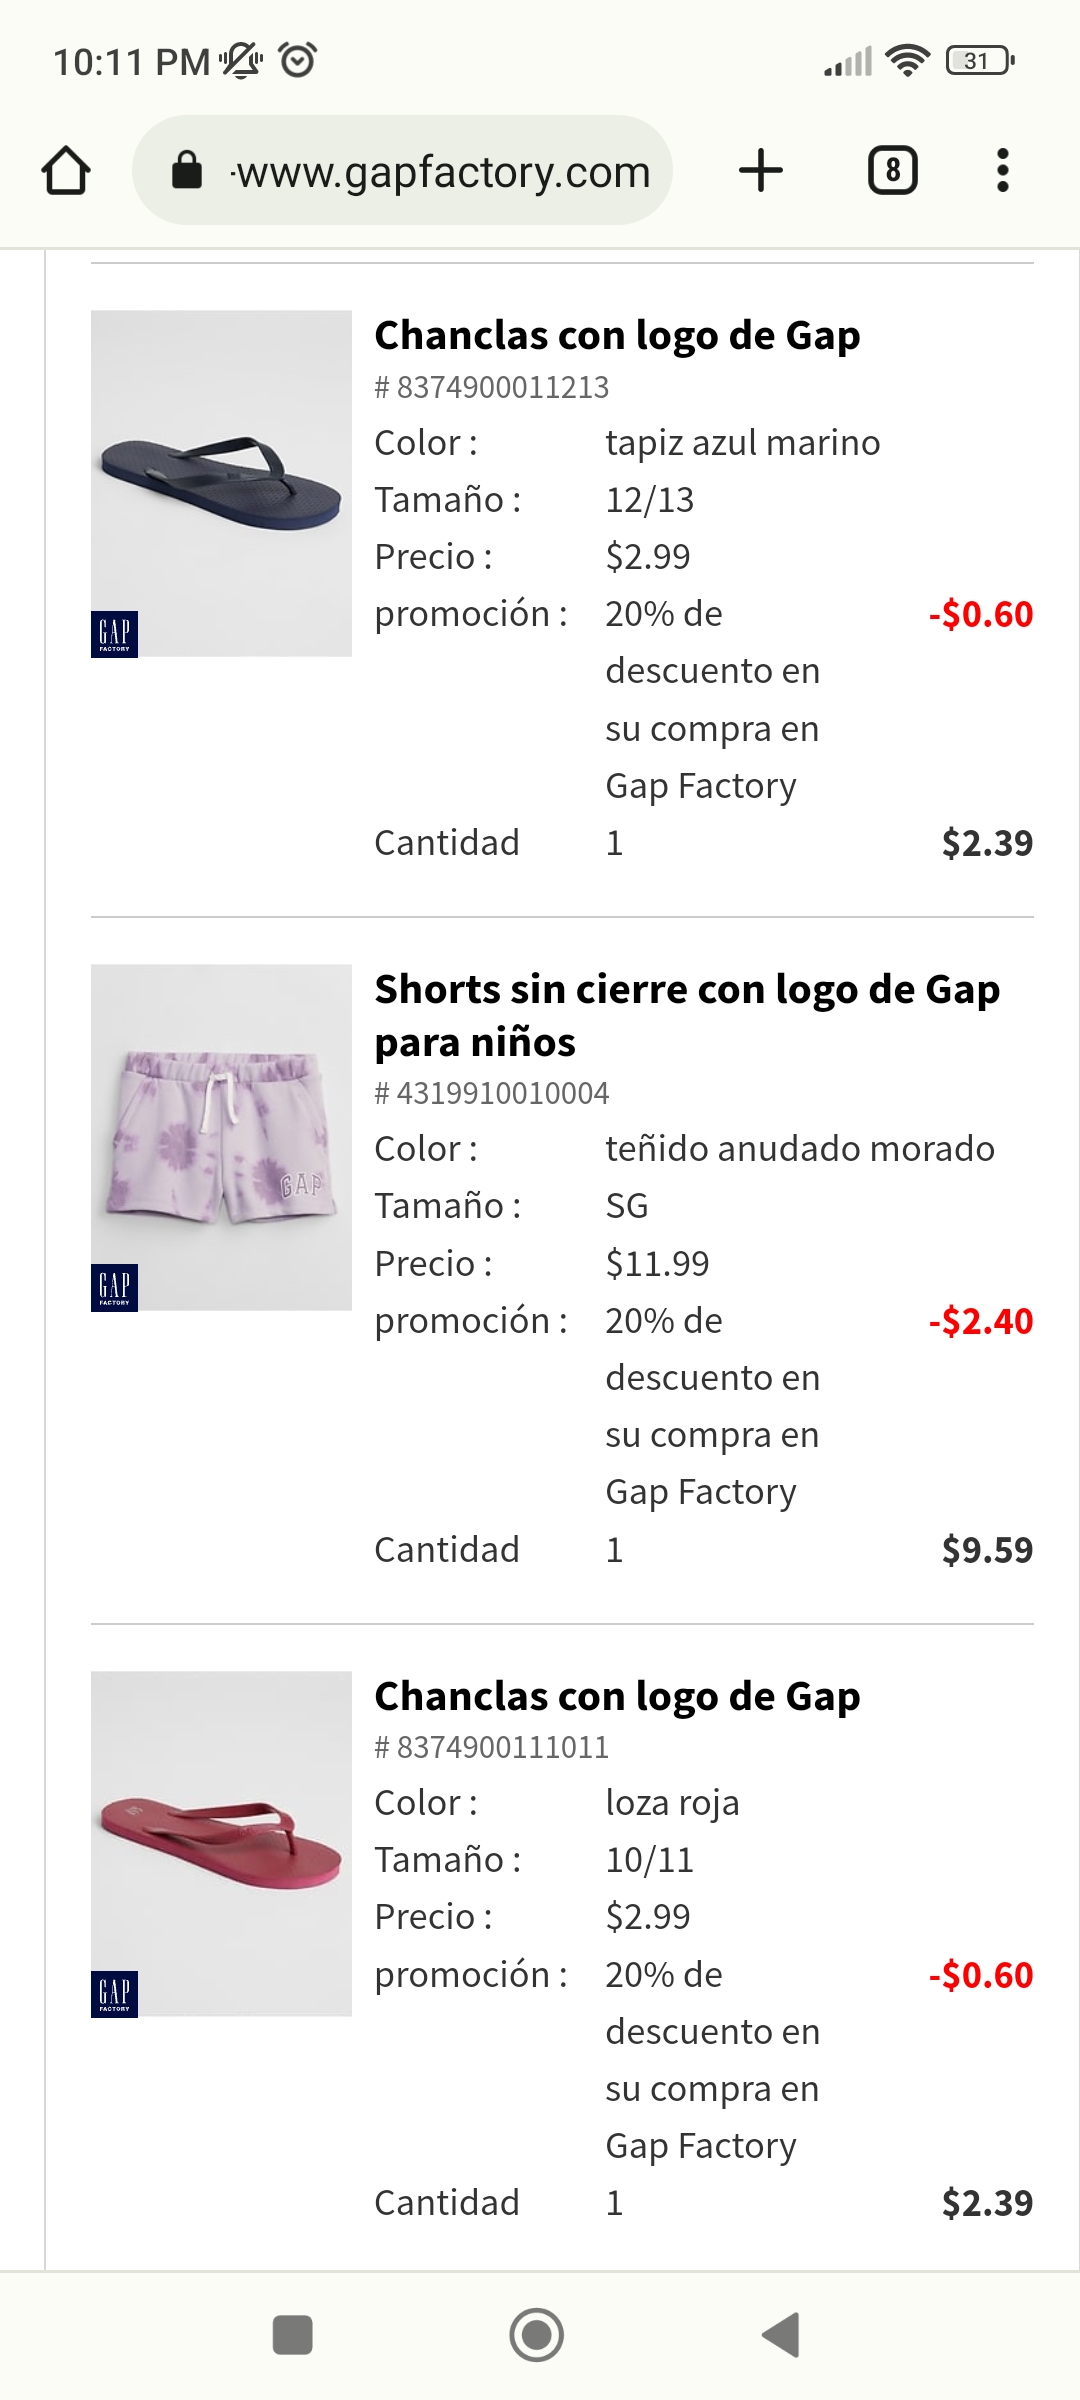 10:11 PM
31
-www.gapfactory.com
8
Chanclas con logo de Gap
# 8374900011213
Color : tapiz azul marino
Tamaño : 12/13
Precio : $2.99
promoción : 20% de -$0.60
descuento en
su compra en
Gap Factory
Cantidad 1 $2.39
GAP
FACTORY
Shorts sin cierre con logo de Gap
para niños
# 4319910010004
Color : teñido anudado morado
Tamaño : SG
Precio : $11.99
promoción : 20% de -$2.40
descuento en
su compra en
Gap Factory
Cantidad 1 $9.59
GAP
GAP
FACTORY
Chanclas con logo de Gap
# 8374900111011
Color : loza roja
Tamaño : 10/11
Precio : $2.99
promoción : 20% de -$0.60
descuento en
su compra en
Gap Factory
Cantidad 1 $2.39
GAP
FACTORY